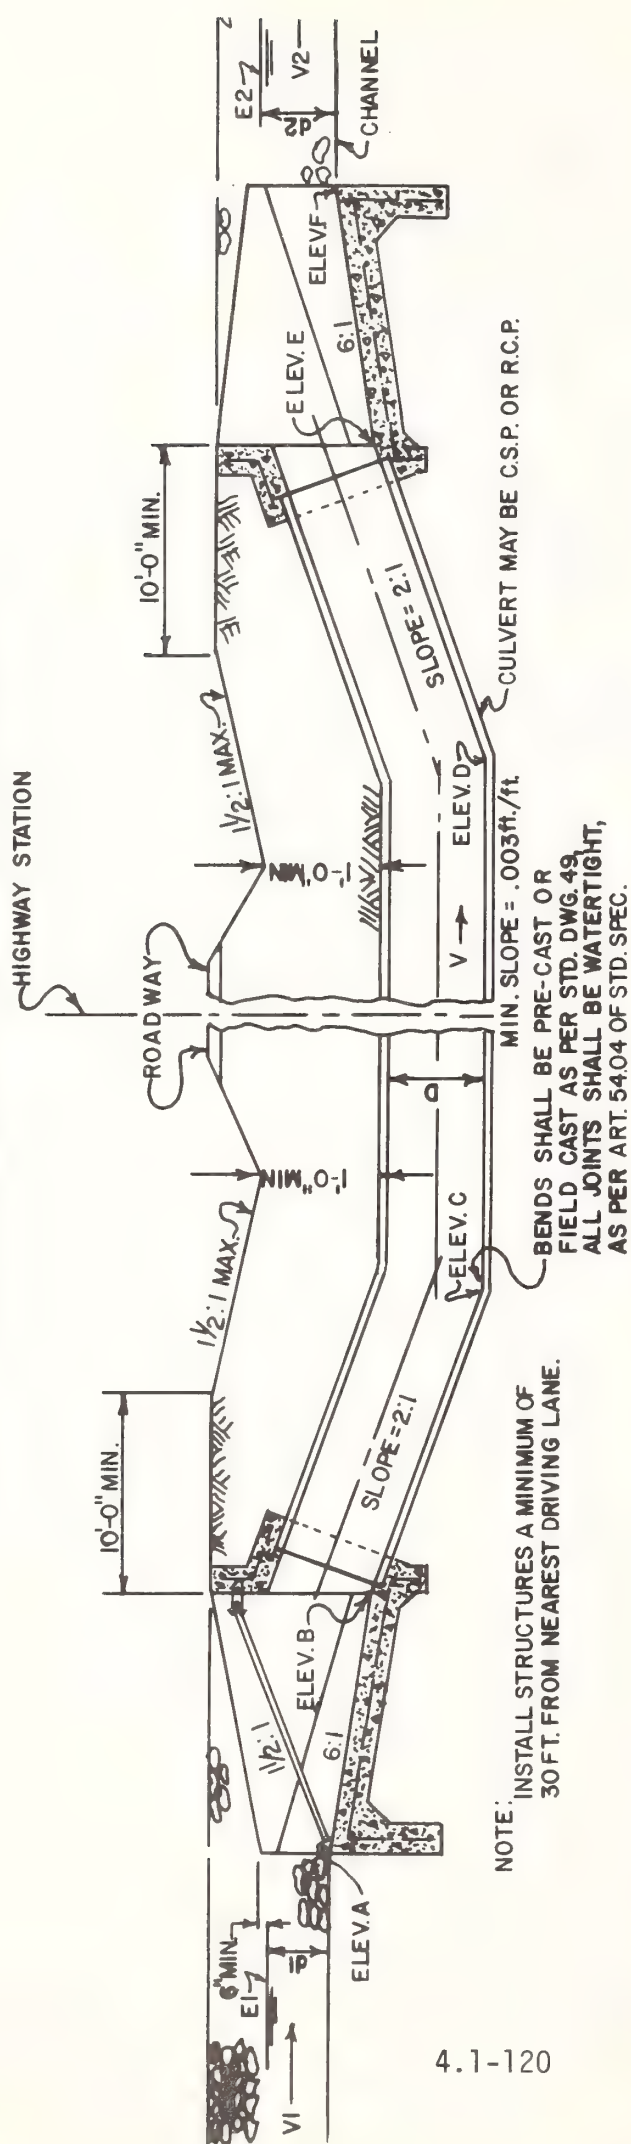 HIGHWAY STATION
ROADWAY
10'-0" MIN.
10'-0" MIN.
1½:1 MAX.
1½:1 MAX.
1'-0" MIN
1'-0" MIN
6" MIN.
E1
d1
V1
ELEV. A
1½:1
6:1
ELEV. B
SLOPE=2:1
ELEV. C
D
V
ELEV. D
SLOPE = 2:1
ELEV. E
6:1
ELEV F
E2
d2
V2
CHANNEL
CULVERT MAY BE C.S.P. OR R.C.P.
MIN. SLOPE = .003ft./ft.
BENDS SHALL BE PRE-CAST OR
FIELD CAST AS PER STD. DWG. 49,
ALL JOINTS SHALL BE WATERTIGHT,
AS PER ART. 54.04 OF STD. SPEC.
NOTE:
INSTALL STRUCTURES A MINIMUM OF
30 FT. FROM NEAREST DRIVING LANE.
4.1-120